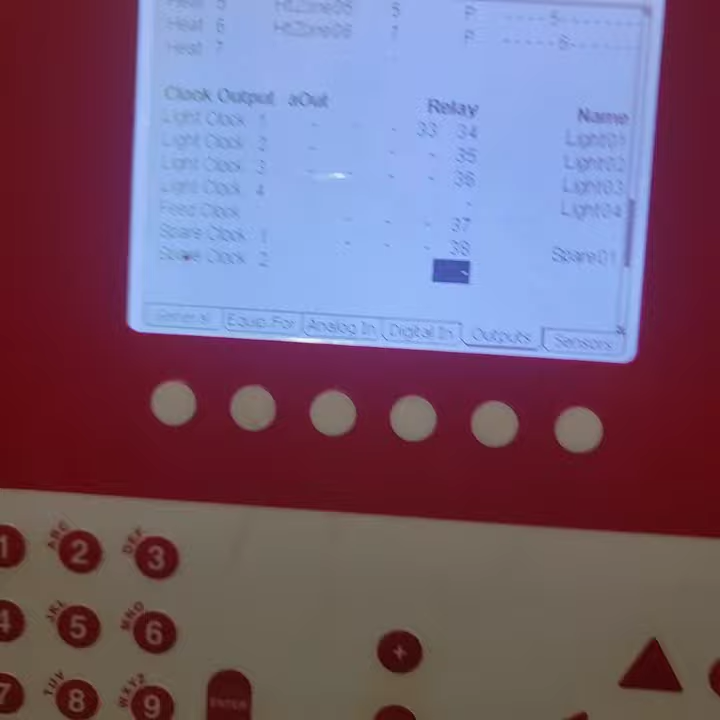 Heat 5 HtZone05 5 P - - - - - 5 - - - - - -
Heat 6 HtZone06 7 P - - - - - 6 - - - - -
Heat 7
Clock Output aOut Relay Name
Light Clock 1 - - - 33 34 Light01
Light Clock 2 - - - 35 Light02
Light Clock 3 - - - 36 Light03
Light Clock 4 - Light04
Feed Clock - - - 37
Spare Clock 1 - - - 38 Spare01
Spare Clock 2 -
General Equip.For Analog In Digital In Outputs Sensors
1 ABC 2 3
4 JKL 5 MNO 6
7 TUV 8 WXYZ 9
ENTER
+